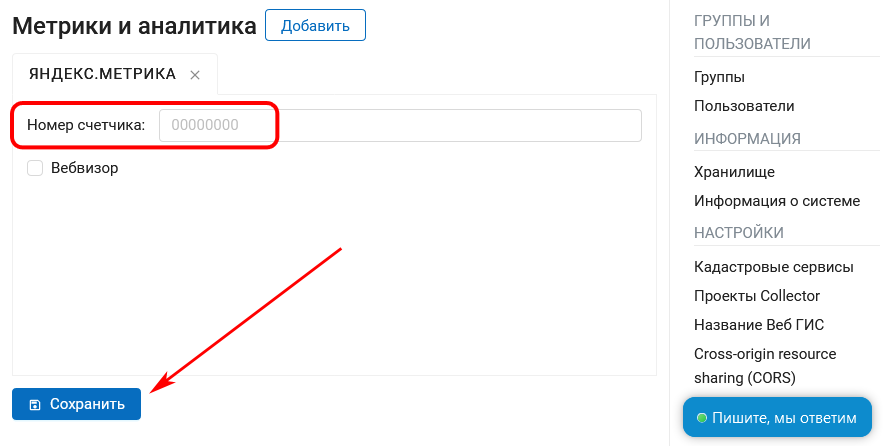 Метрики и аналитика Добавить
ЯНДЕКС.МЕТРИКА
Номер счетчика: 00000000
Вебвизор
Сохранить
ГРУППЫ И
ПОЛЬЗОВАТЕЛИ
Группы
Пользователи
ИНФОРМАЦИЯ
Хранилище
Информация о системе
НАСТРОЙКИ
Кадастровые сервисы
Проекты Collector
Название Веб ГИС
Cross-origin resource
sharing (CORS)
Пишите, мы ответим